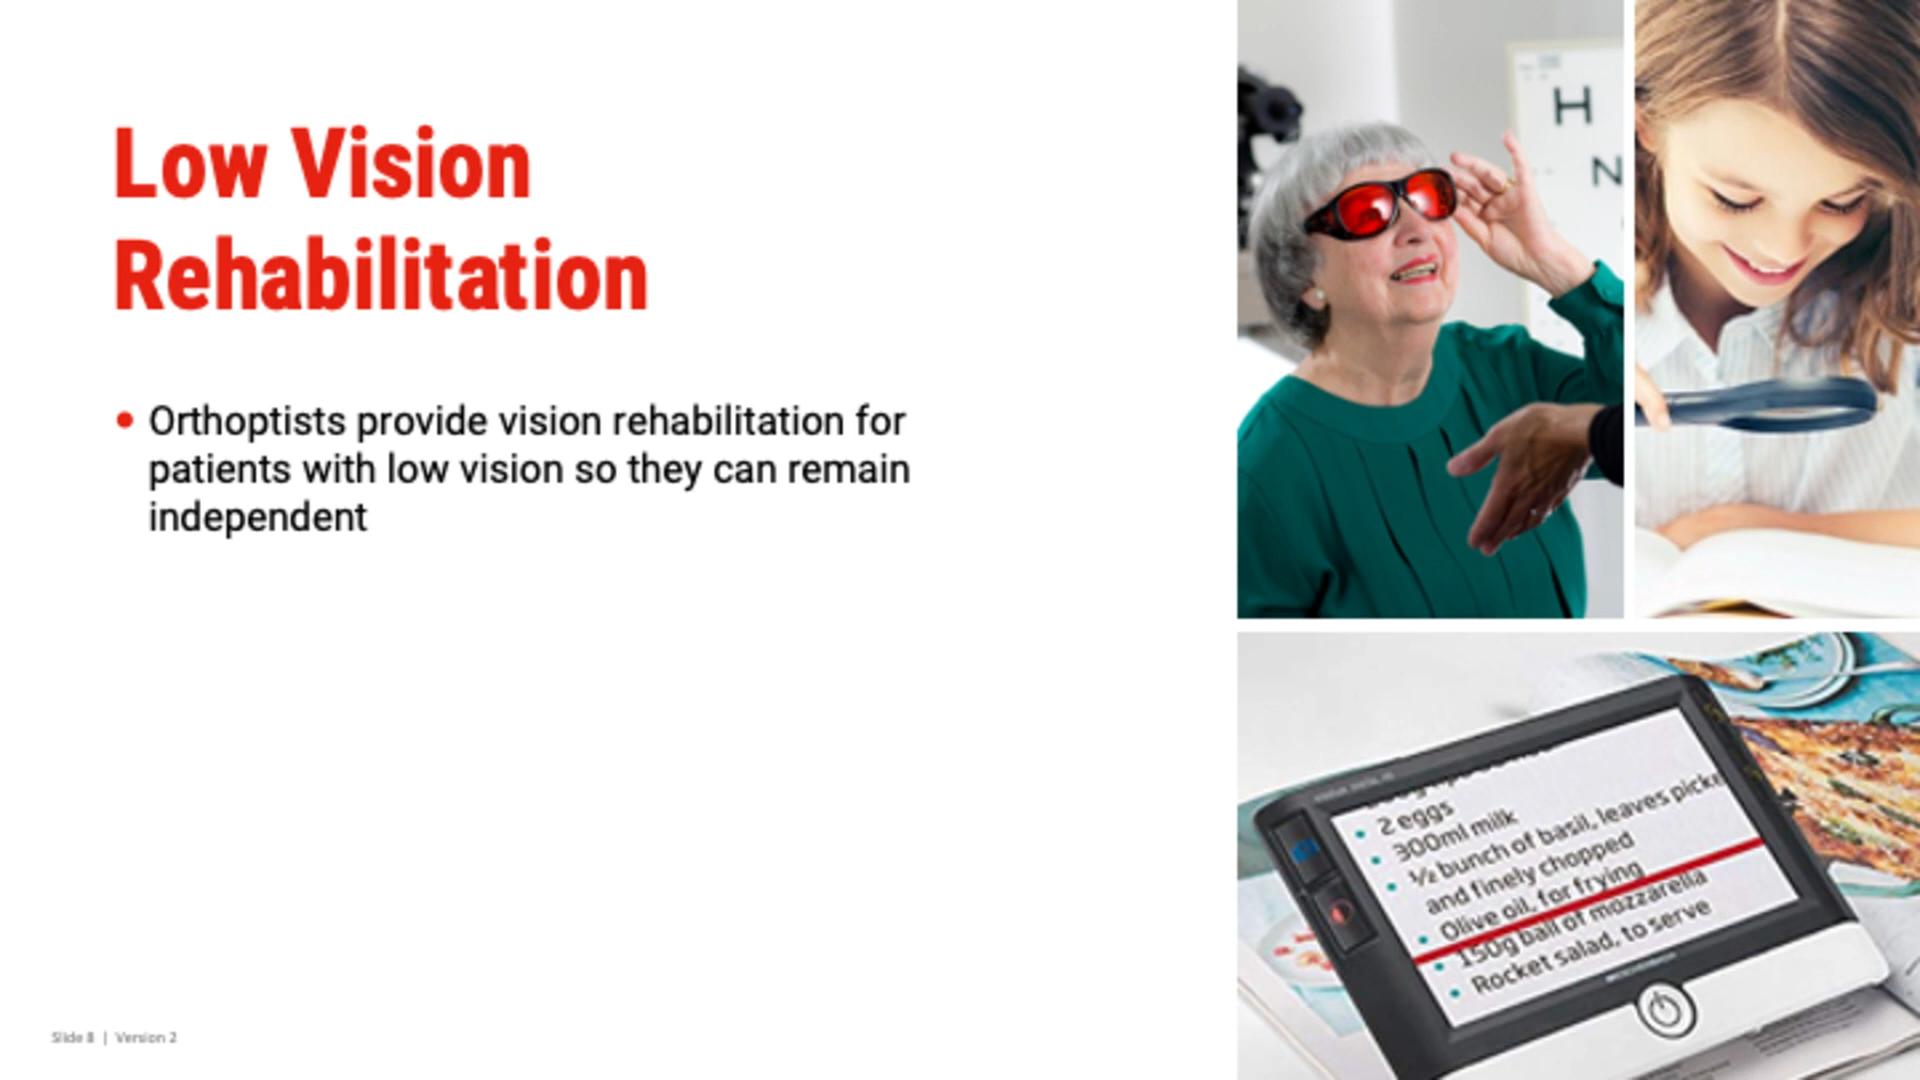 Low Vision
Rehabilitation
• Orthoptists provide vision rehabilitation for
patients with low vision so they can remain
independent
H
N
• 2 eggs
• 300ml milk
• ½ bunch of basil, leaves picke
and finely chopped
• Olive oil, for frying
• 150g ball of mozzarella
• Rocket salad, to serve
Slide 8 | Version 2